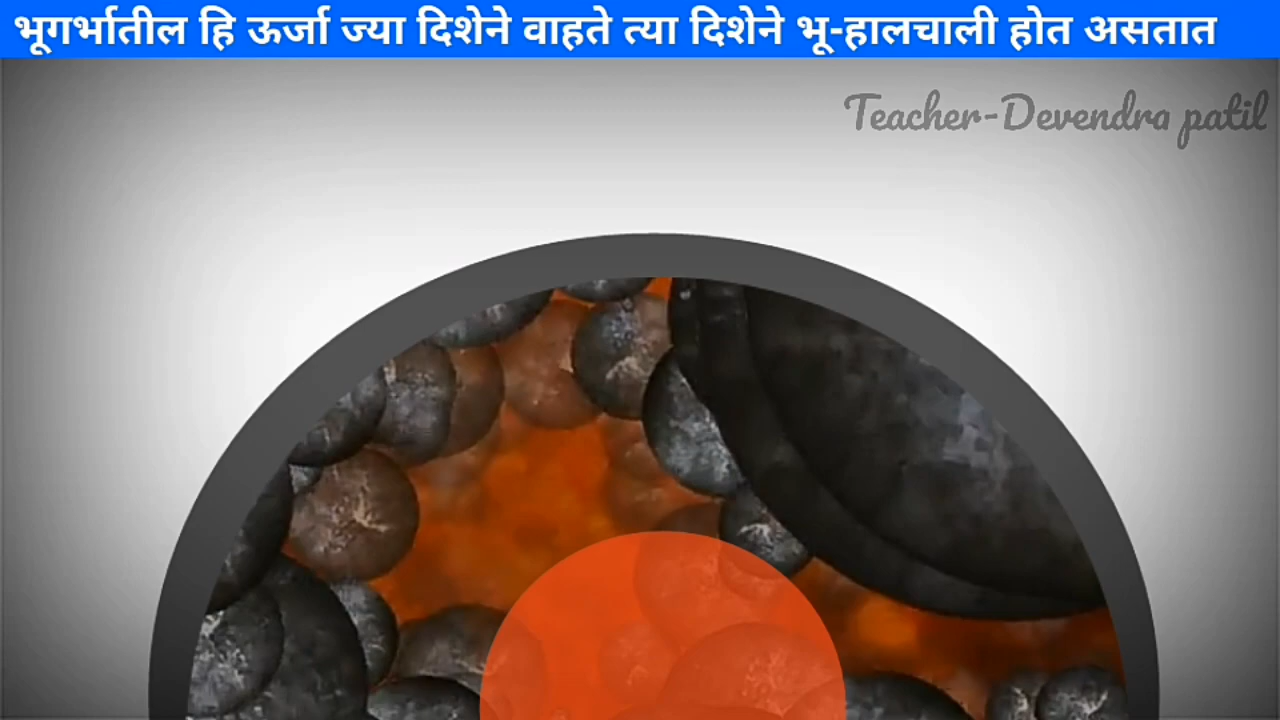 भूगर्भातील हि ऊर्जा ज्या दिशेने वाहते त्या दिशेने भू-हालचाली होत असतात
Teacher-Devendra patil